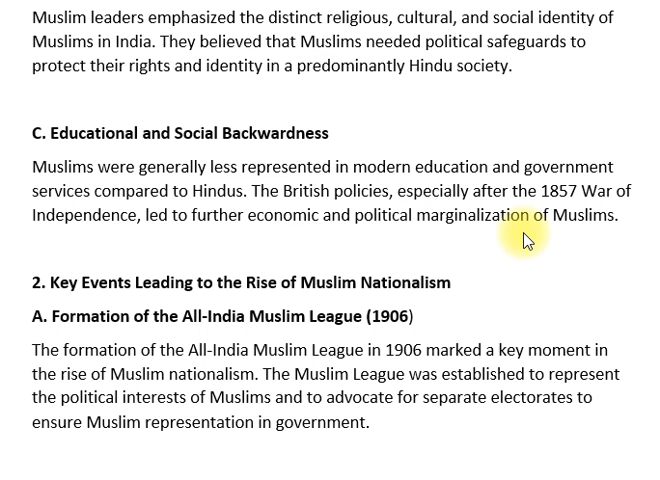 Muslim leaders emphasized the distinct religious, cultural, and social identity of
Muslims in India. They believed that Muslims needed political safeguards to
protect their rights and identity in a predominantly Hindu society.
C. Educational and Social Backwardness
Muslims were generally less represented in modern education and government
services compared to Hindus. The British policies, especially after the 1857 War of
Independence, led to further economic and political marginalization of Muslims.
2. Key Events Leading to the Rise of Muslim Nationalism
A. Formation of the All-India Muslim League (1906)
The formation of the All-India Muslim League in 1906 marked a key moment in
the rise of Muslim nationalism. The Muslim League was established to represent
the political interests of Muslims and to advocate for separate electorates to
ensure Muslim representation in government.